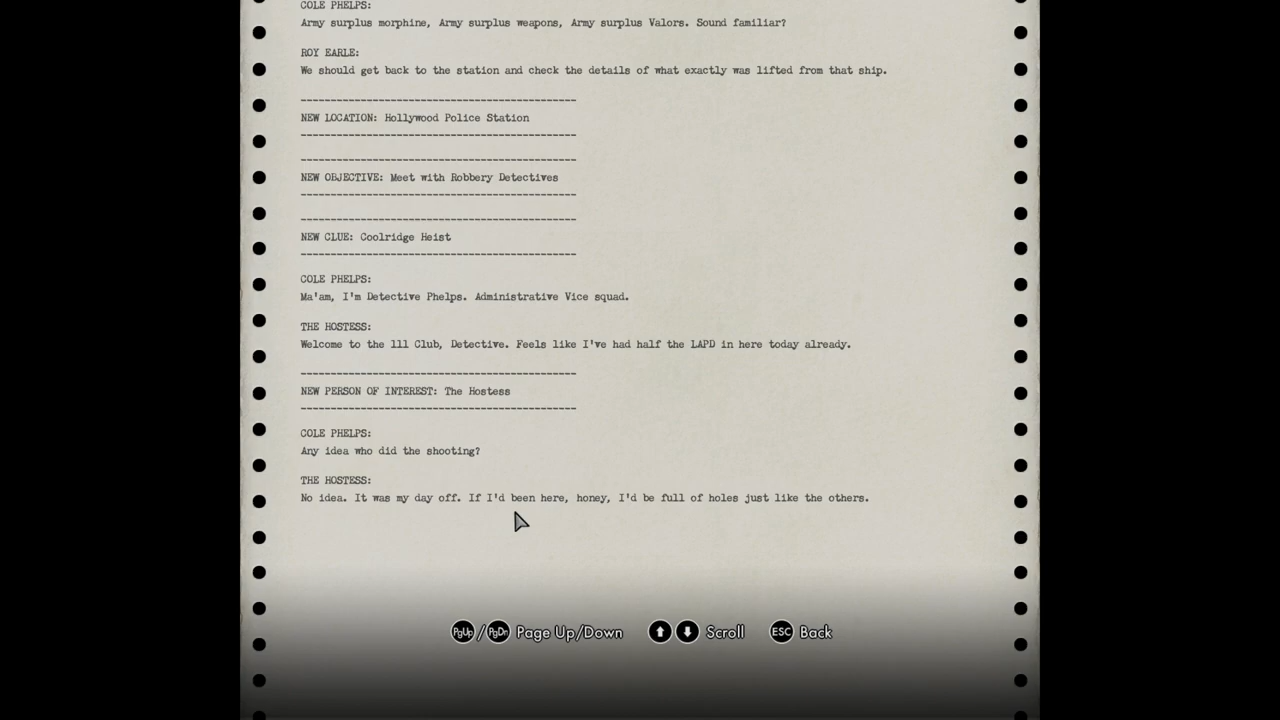 COLE PHELPS:
Army surplus morphine, Army surplus weapons, Army surplus Valors. Sound familiar?
ROY EARLE:
We should get back to the station and check the details of what exactly was lifted from that ship.
----------------------------------------------
NEW LOCATION: Hollywood Police Station
----------------------------------------------
----------------------------------------------
NEW OBJECTIVE: Meet with Robbery Detectives
----------------------------------------------
----------------------------------------------
NEW CLUE: Coolridge Heist
----------------------------------------------
COLE PHELPS:
Ma'am, I'm Detective Phelps. Administrative Vice squad.
THE HOSTESS:
Welcome to the 111 Club, Detective. Feels like I've had half the LAPD in here today already.
----------------------------------------------
NEW PERSON OF INTEREST: The Hostess
----------------------------------------------
COLE PHELPS:
Any idea who did the shooting?
THE HOSTESS:
No idea. It was my day off. If I'd been here, honey, I'd be full of holes just like the others.
PgUp/PgDn Page Up/Down Scroll ESC Back